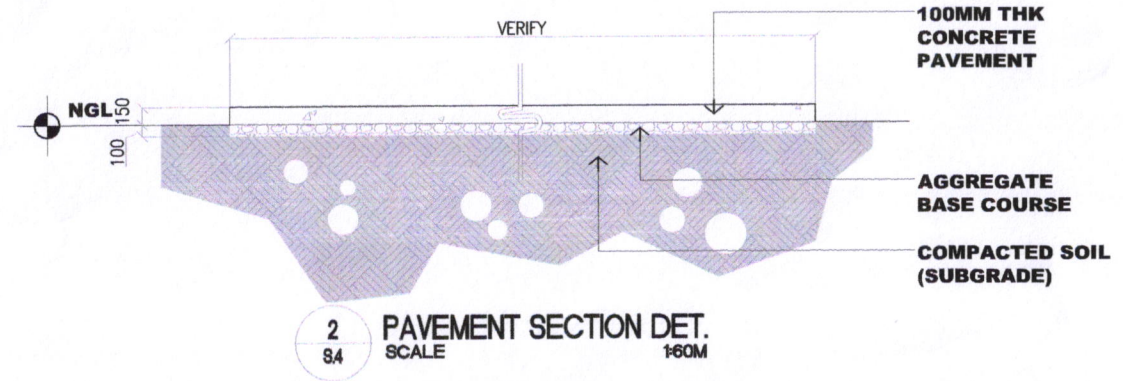 VERIFY
100MM THK
CONCRETE
PAVEMENT
NGL
150
100
AGGREGATE
BASE COURSE
COMPACTED SOIL
(SUBGRADE)
2
S.4
PAVEMENT SECTION DET.
SCALE 1:60M